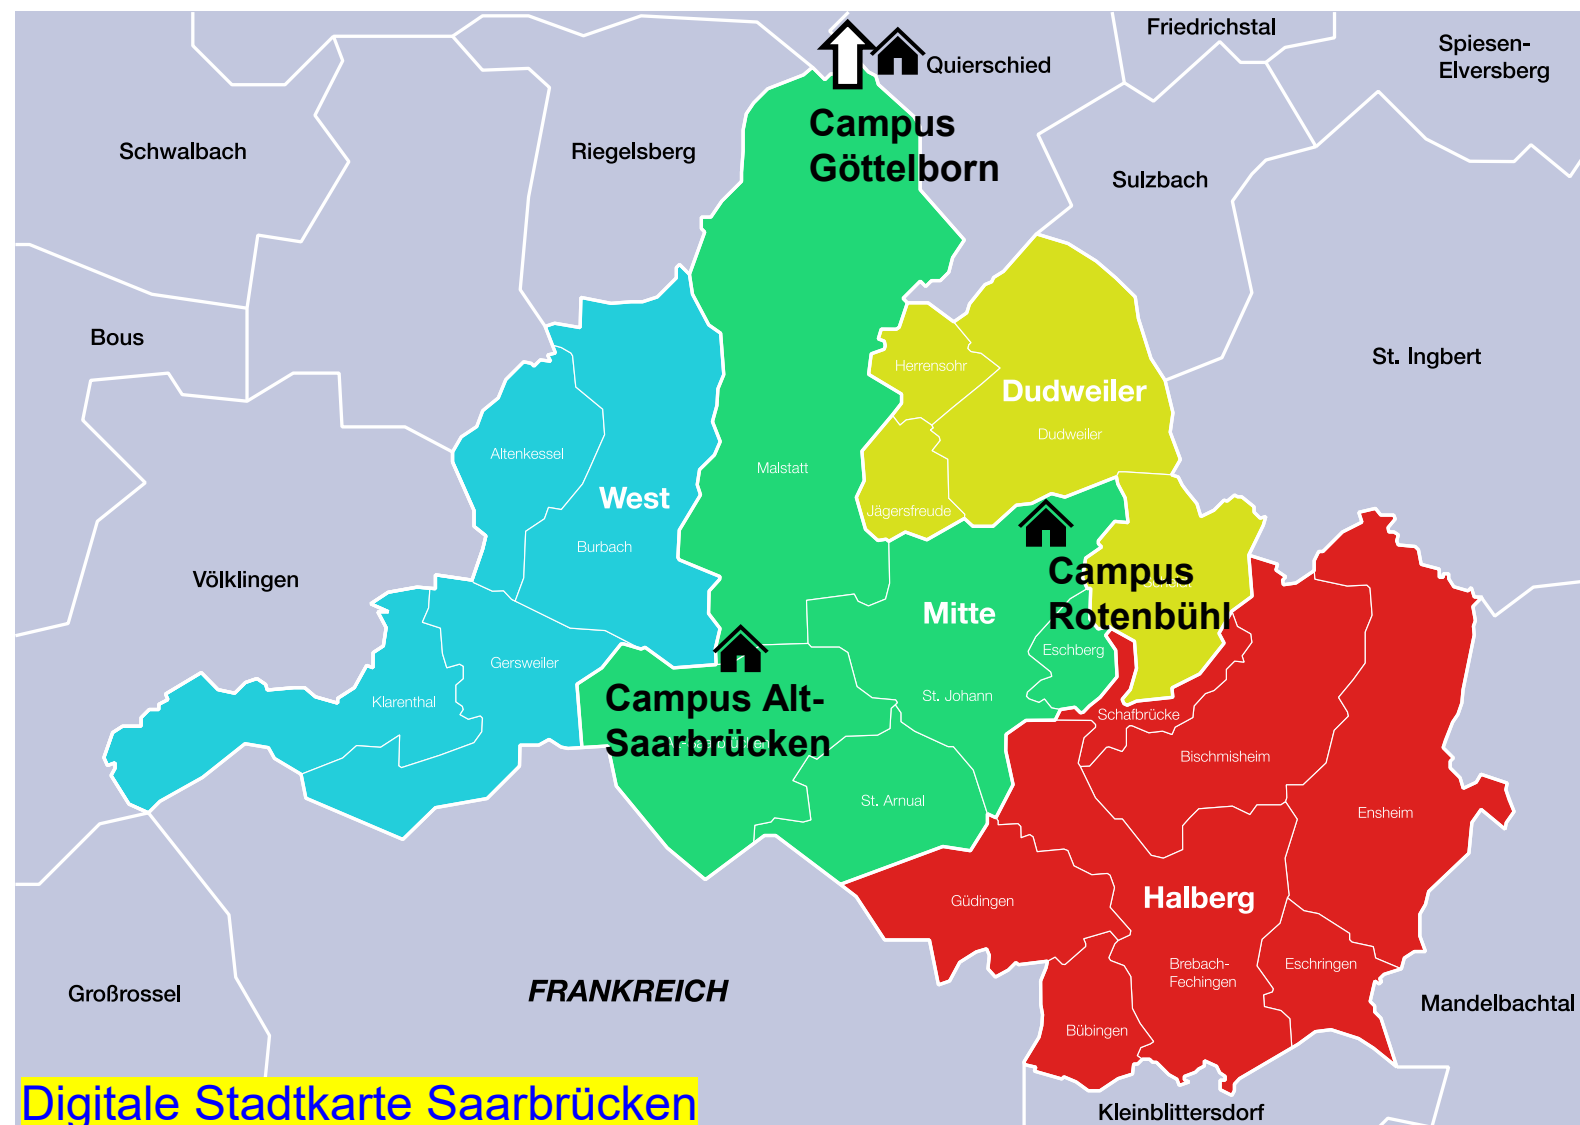 Friedrichstal
Spiesen-
Elversberg
Quierschied
Campus
Göttelborn
Schwalbach
Riegelsberg
Sulzbach
Bous
St. Ingbert
Herrensohr
Dudweiler
Dudweiler
Altenkessel
Malstatt
West
Jägersfreude
Burbach
Völklingen
Campus
Rotenbühl
Mitte
Eschberg
Gersweiler
Klarenthal
St. Johann
Campus Alt-
Saarbrücken
Schafbrücke
Bischmisheim
St. Arnual
Ensheim
Halberg
Güdingen
Brebach-
Fechingen
Eschringen
FRANKREICH
Großrossel
Mandelbachtal
Bübingen
Digitale Stadtkarte Saarbrücken
Kleinblittersdorf